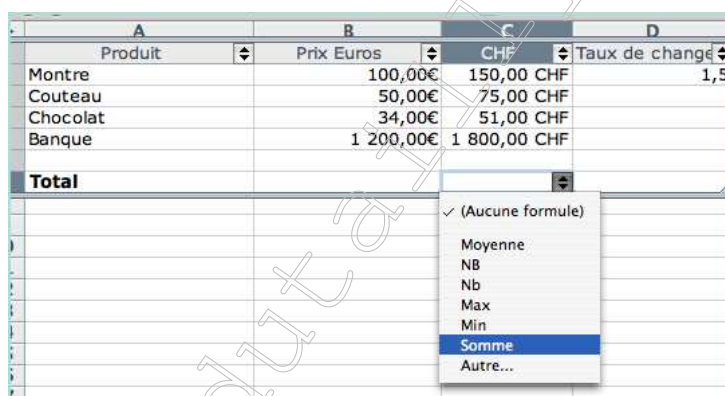 A B C D
Produit Prix Euros CHF Taux de change
Montre 100,00€ 150,00 CHF 1,5
Couteau 50,00€ 75,00 CHF
Chocolat 34,00€ 51,00 CHF
Banque 1 200,00€ 1 800,00 CHF
Total
✓ (Aucune formule)
Moyenne
NB
Nb
Max
Min
Somme
Autre...